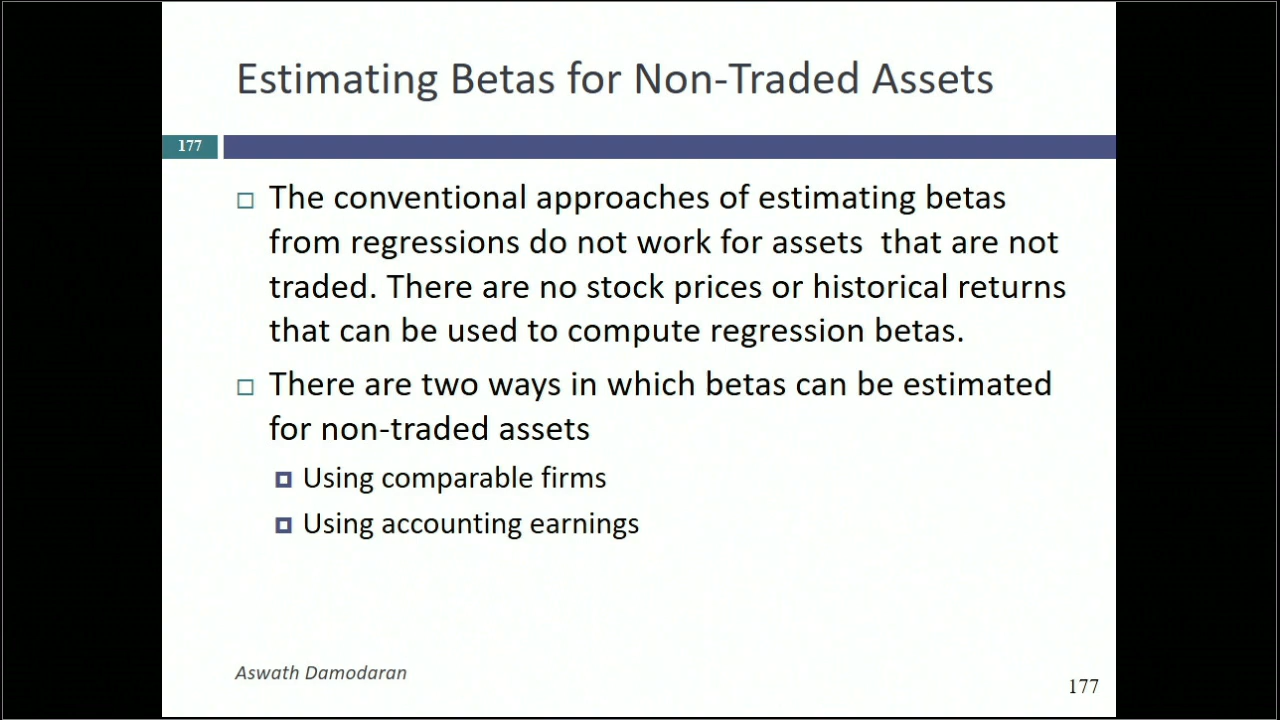 Estimating Betas for Non-Traded Assets
177
The conventional approaches of estimating betas
from regressions do not work for assets  that are not
traded. There are no stock prices or historical returns
that can be used to compute regression betas.
There are two ways in which betas can be estimated
for non-traded assets
Using comparable firms
Using accounting earnings
Aswath Damodaran
177